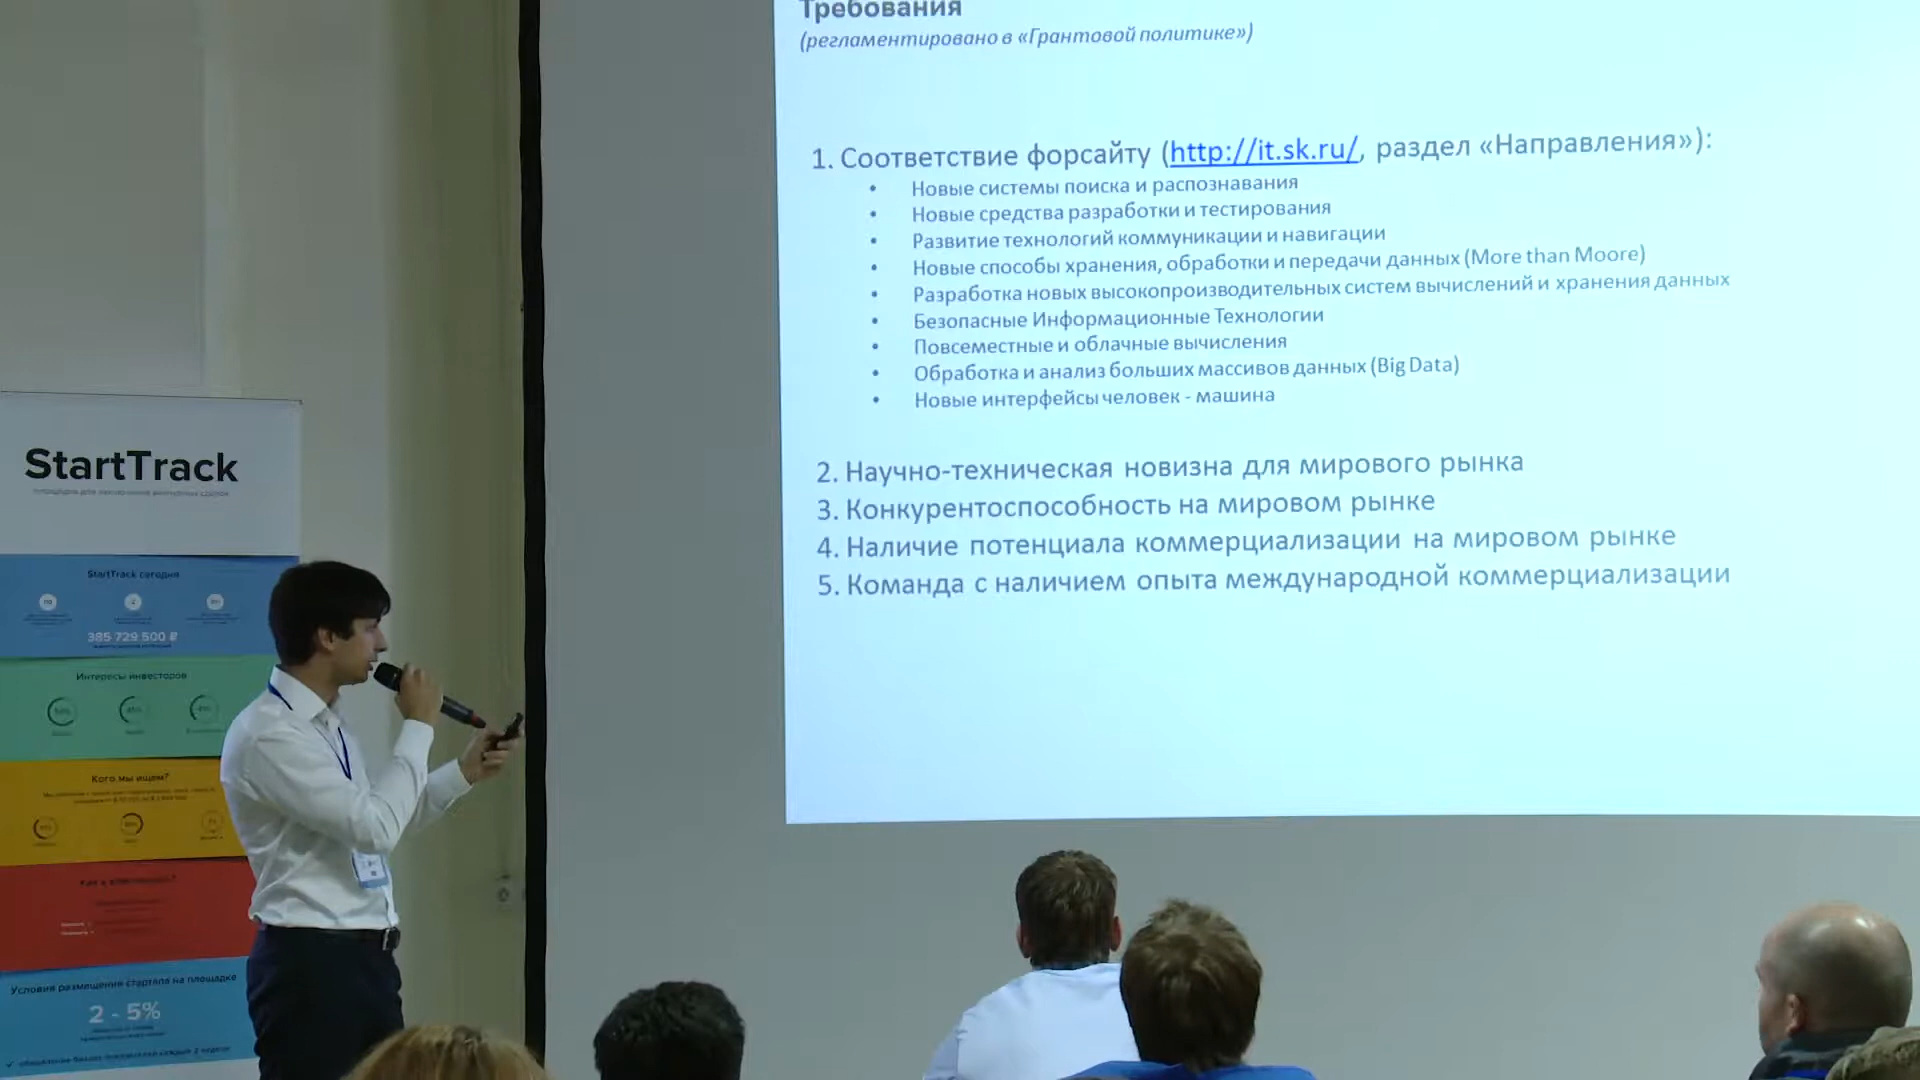 Требования
(регламентировано в «Грантовой политике»)
1. Соответствие форсайту (http://it.sk.ru/, раздел «Направления»):
• Новые системы поиска и распознавания
• Новые средства разработки и тестирования
• Развитие технологий коммуникации и навигации
• Новые способы хранения, обработки и передачи данных (More than Moore)
• Разработка новых высокопроизводительных систем вычислений и хранения данных
• Безопасные Информационные Технологии
• Повсеместные и облачные вычисления
• Обработка и анализ больших массивов данных (Big Data)
• Новые интерфейсы человек - машина
2. Научно-техническая новизна для мирового рынка
3. Конкурентоспособность на мировом рынке
4. Наличие потенциала коммерциализации на мировом рынке
5. Команда с наличием опыта международной коммерциализации
StartTrack
StartTrack сегодня
385 729 500 ₽
Интересы инвесторов
Кого мы ищем?
Условия размещения стартапа на площадке
2 - 5%